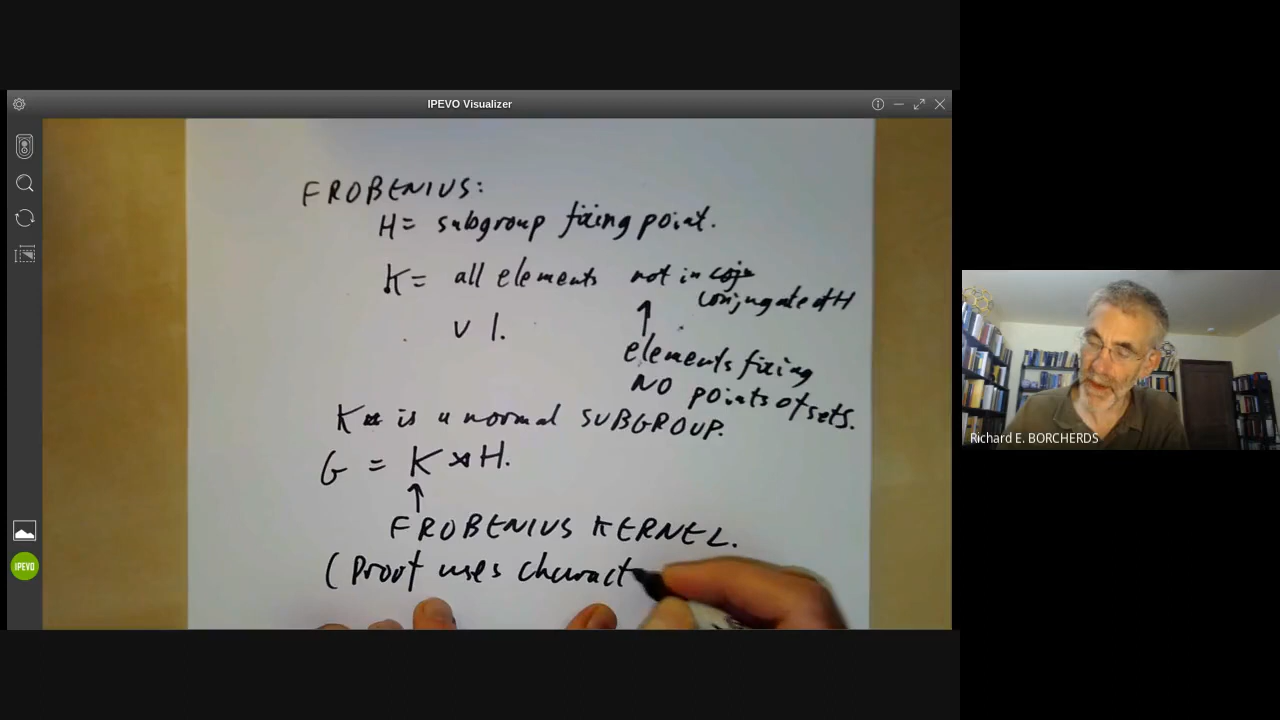 IPEVO Visualizer
FROBENIUS:
H = subgroup fixing point.
K = all elements not in
conjugate of H
∪ 1.
↑
elements fixing
NO points of sets.
K is a normal SUBGROUP.
G = K ⋊ H.
↑
FROBENIUS KERNEL.
(Proof uses charact
IPEVO
Richard E. BORCHERDS